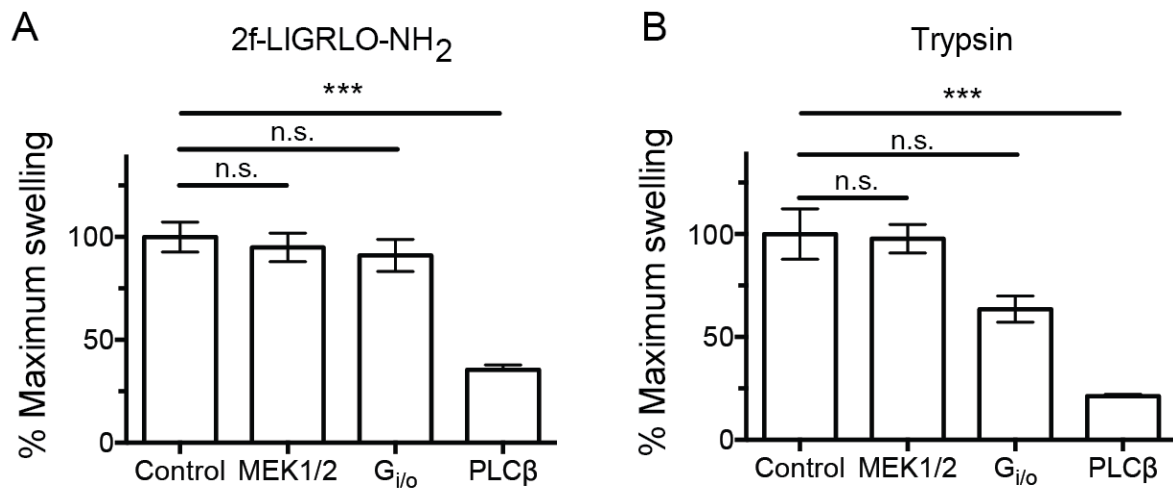 A
2f-LIGRLO-NH2
***
n.s.
n.s.
% Maximum swelling
100
50
0
Control MEK1/2 Gi/o PLCβ
B
Trypsin
***
n.s.
n.s.
% Maximum swelling
100
50
0
Control MEK1/2 Gi/o PLCβ